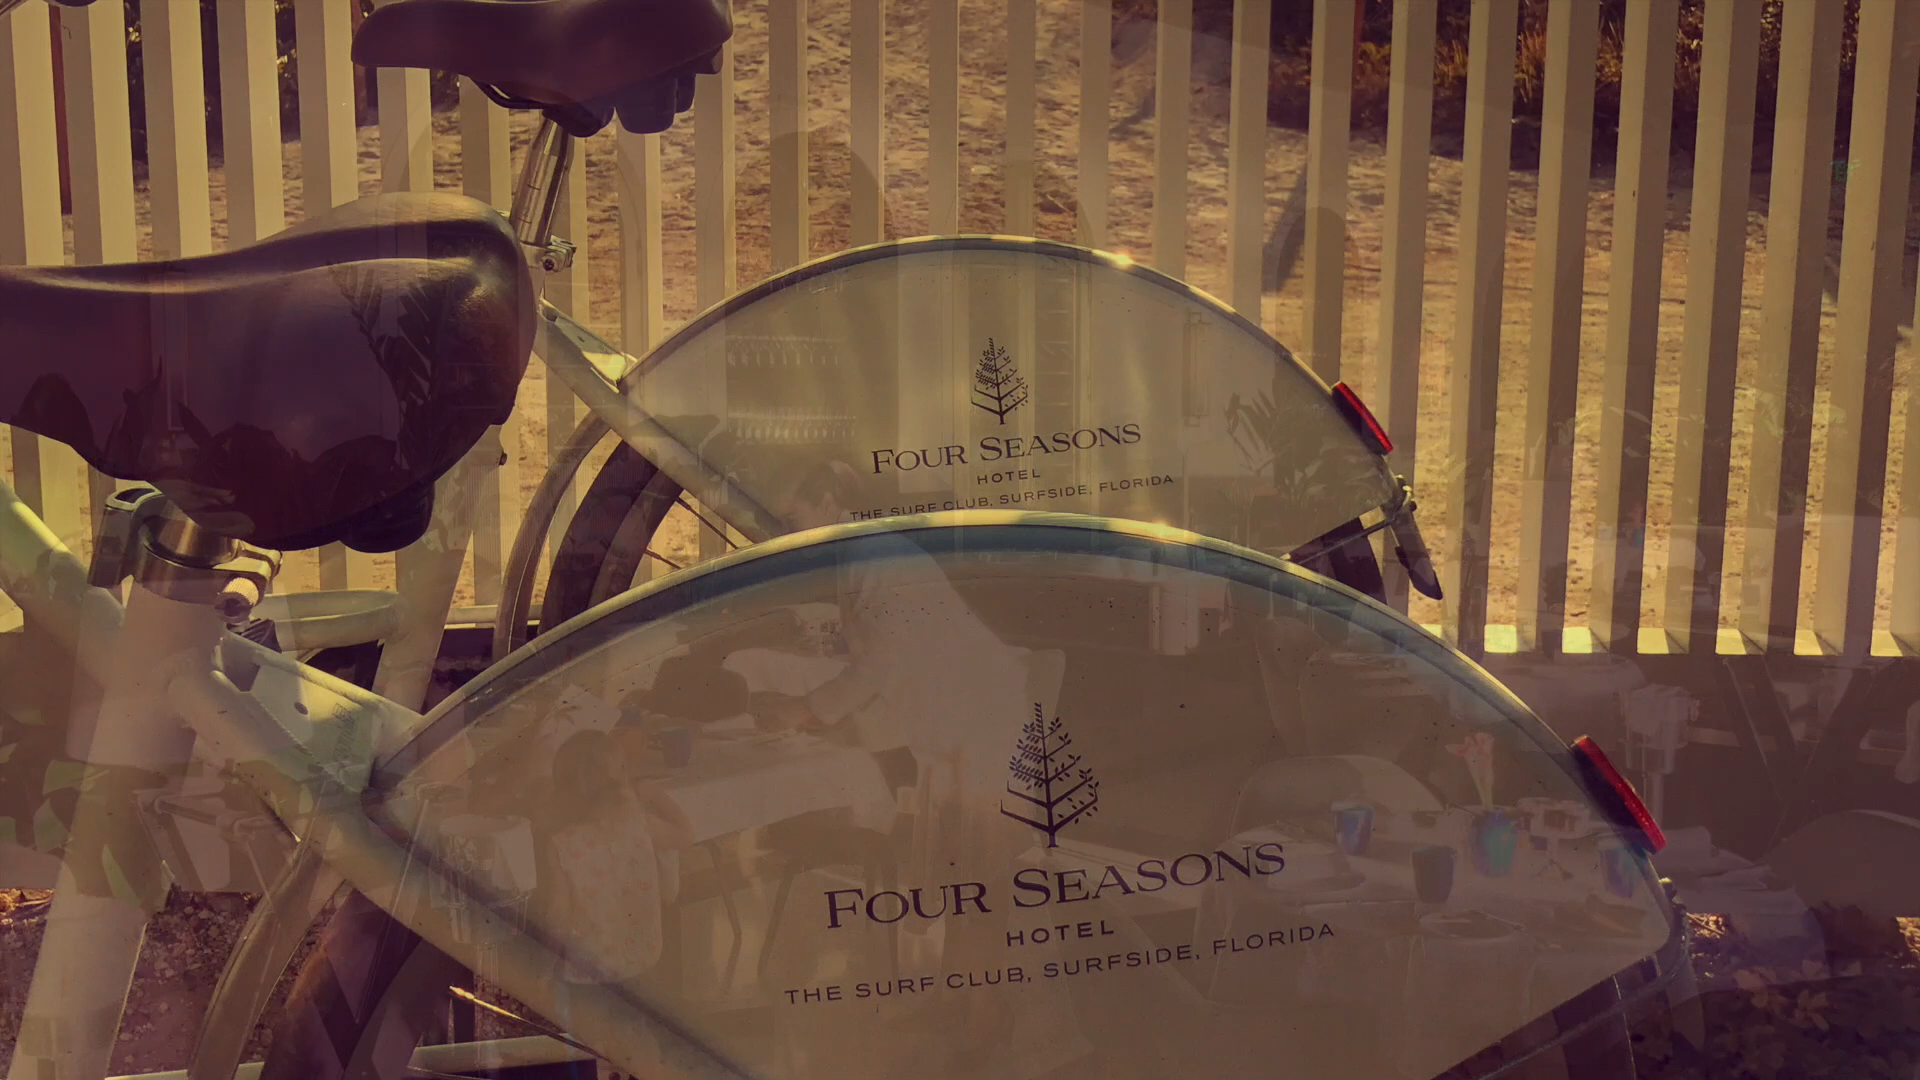 FOUR SEASONS
HOTEL
THE SURF CLUB, SURFSIDE, FLORIDA
FOUR SEASONS
HOTEL
THE SURF CLUB, SURFSIDE, FLORIDA